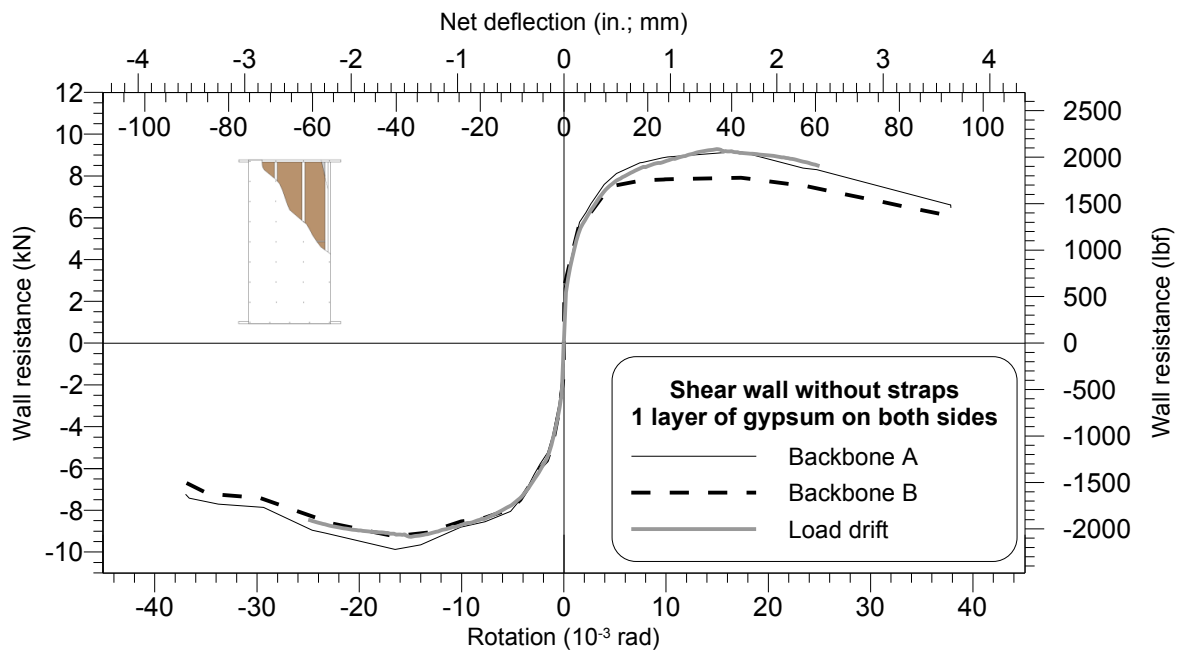 Net deflection (in.; mm)
-4 -3 -2 -1 0 1 2 3 4
-100 -80 -60 -40 -20 0 20 40 60 80 100
12
10
8
6
4
2
0
-2
-4
-6
-8
-10
Wall resistance (kN)
2500
2000
1500
1000
500
0
-500
-1000
-1500
-2000
Wall resistance (lbf)
Shear wall without straps
1 layer of gypsum on both sides
Backbone A
Backbone B
Load drift
-40 -30 -20 -10 0 10 20 30 40
Rotation (10⁻³ rad)